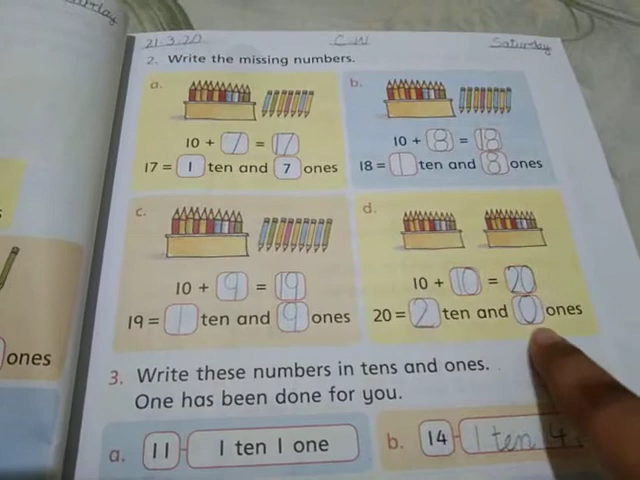 21.3.20 C.W Saturday
2. Write the missing numbers.
a. b.
10 + 7 = 17 10 + 8 = 18
17 = 1 ten and 7 ones 18 = 1 ten and 8 ones
c. d.
10 + 9 = 19 10 + 10 = 20
19 = 1 ten and 9 ones 20 = 2 ten and 0 ones
ones
3. Write these numbers in tens and ones.
One has been done for you.
a. 11 1 ten 1 one b. 14 1 ten 4